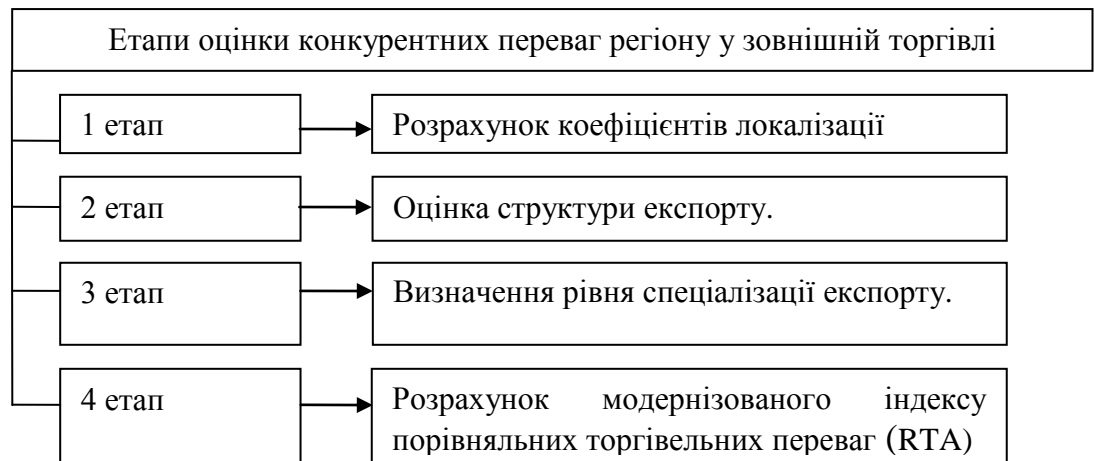 Етапи оцінки конкурентних переваг регіону у зовнішній торгівлі
1 етап
Розрахунок коефіцієнтів локалізації
2 етап
Оцінка структури експорту.
3 етап
Визначення рівня спеціалізації експорту.
4 етап
Розрахунок модернізованого індексу
порівняльних торгівельних переваг (RTA)